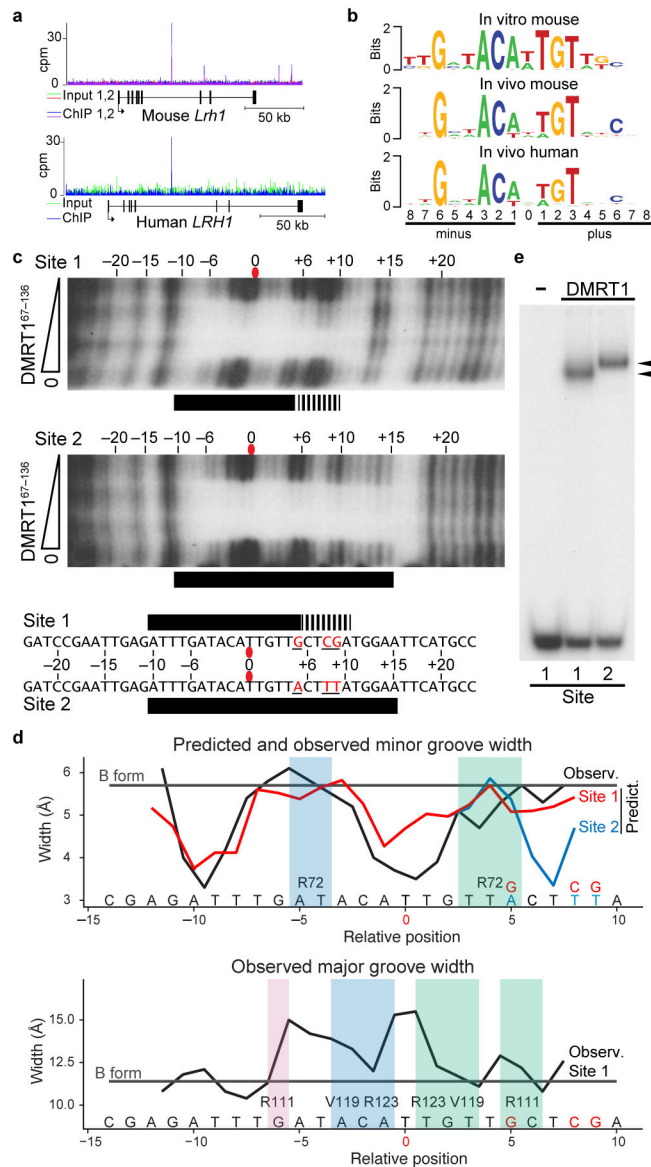 a
cpm
30
0
Input 1,2
ChIP 1,2
Mouse Lrh1
50 kb
cpm
30
0
Input
ChIP
Human LRH1
50 kb
b
In vitro mouse
2
Bits
0
In vivo mouse
2
Bits
0
In vivo human
2
Bits
0
8 7 6 5 4 3 2 1 0 1 2 3 4 5 6 7 8
minus plus
c
Site 1 −20 −15 −10 −6 0 +6 +10 +15 +20
DMRT167–136
0
Site 2 −20 −15 −10 −6 0 +6 +10 +15 +20
DMRT167–136
0
Site 1
GATCCGAATTGAGATTTGATACATTGTTGCTCGATGGAATTCATGCC
−20 −15 −10 −6 0 +6 +10 +15 +20
GATCCGAATTGAGATTTGATACATTGTTACTTTATGGAATTCATGCC
Site 2
e
– DMRT1
1 1 2
Site
d
Predicted and observed minor groove width
Width (Å)
6
5
4
3
B form
Observ.
Site 1
Site 2
Predict.
R72 R72
G C G
C G A G A T T T G A T A C A T T G T T A C T T T A
−15 −10 −5 0 5 10
Relative position
Observed major groove width
Width (Å)
15.0
12.5
10.0
B form
Observ.
Site 1
R111 V119 R123 R123 V119 R111
C G A G A T T T G A T A C A T T G T T G C T C G A
−15 −10 −5 0 5 10
Relative position